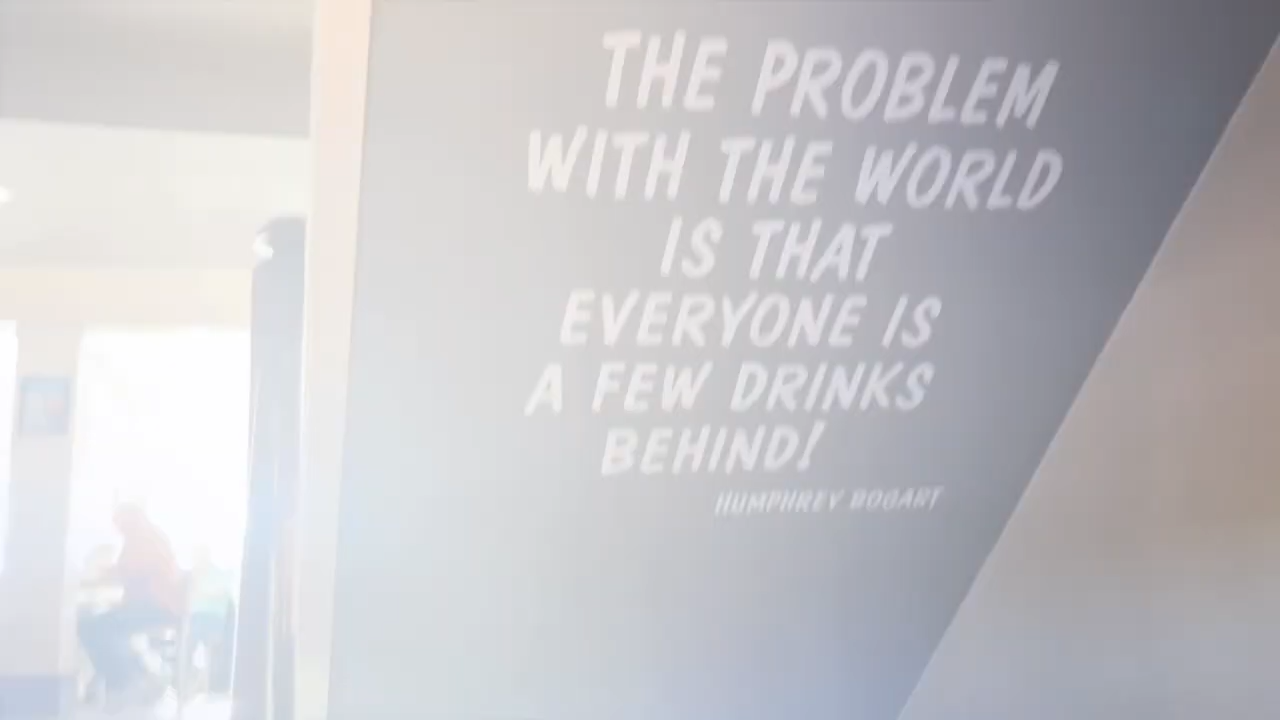 THE PROBLEM
WITH THE WORLD
IS THAT
EVERYONE IS
A FEW DRINKS
BEHIND!
HUMPHREY BOGART